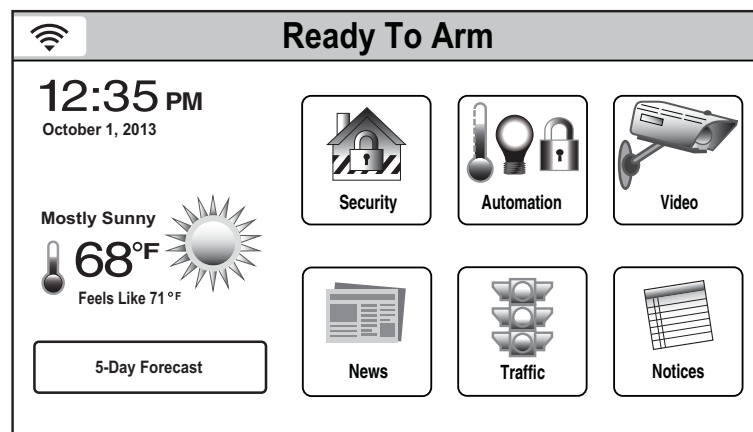 Ready To Arm
12:35 PM
October 1, 2013
Mostly Sunny
68°F
Feels Like 71°F
5-Day Forecast
Security
Automation
Video
News
Traffic
Notices